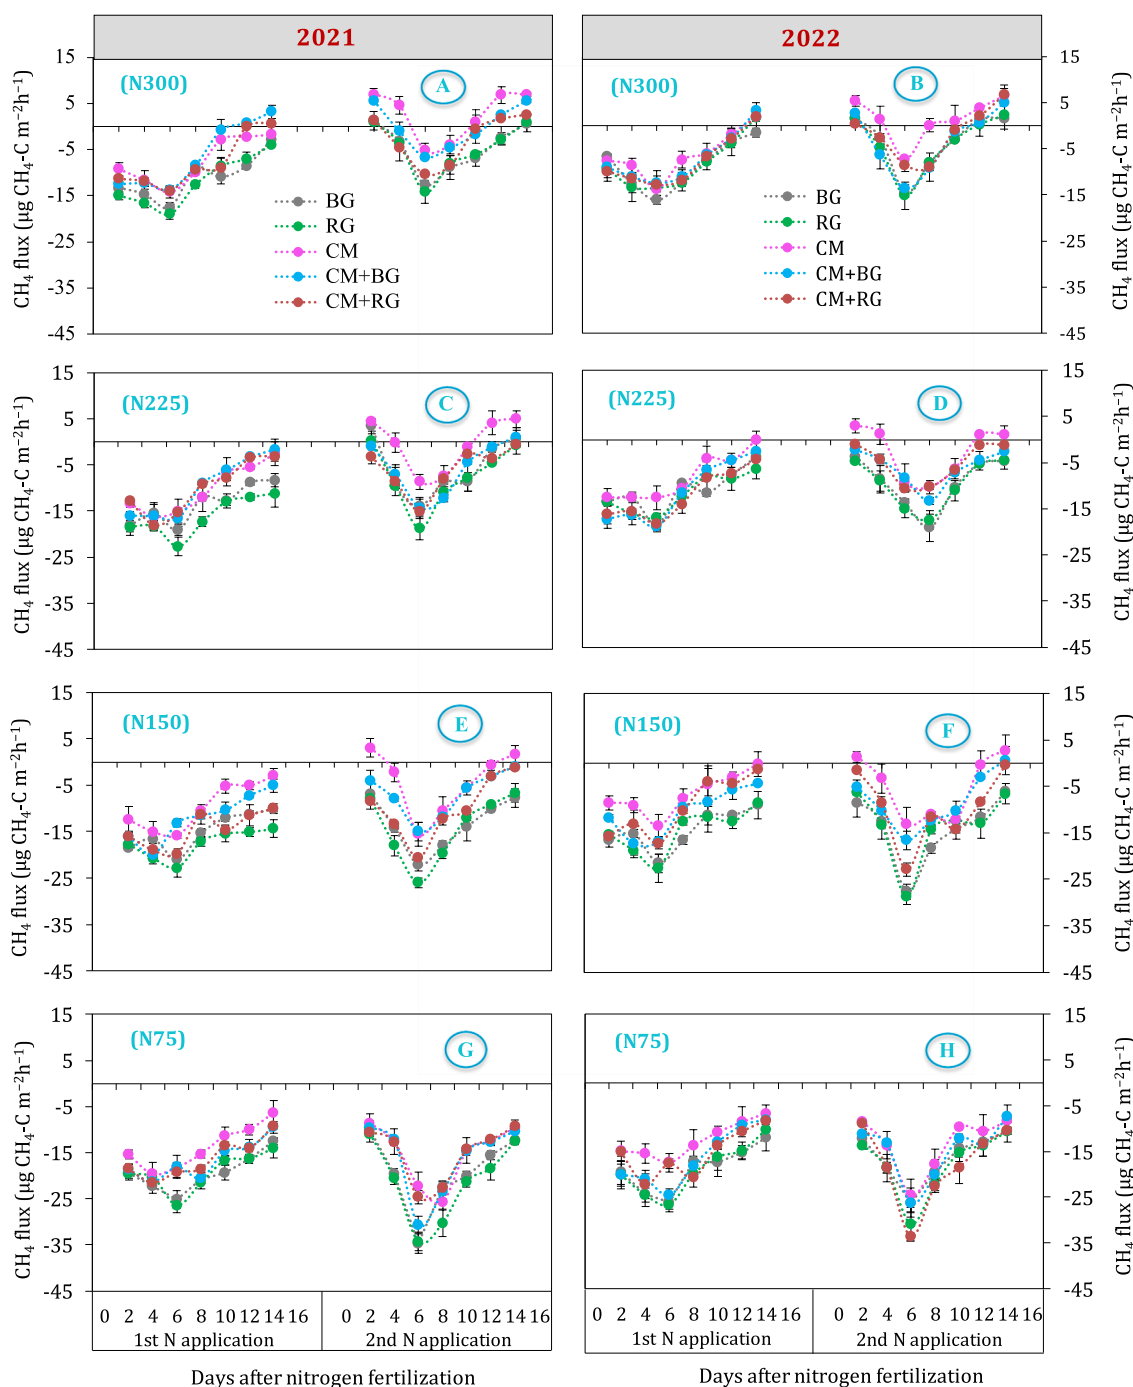 2021
2022
CH₄ flux (µg CH₄-C m⁻²h⁻¹)
15
5
-5
-15
-25
-35
-45
(N300)
A
BG
RG
CM
CM+BG
CM+RG
(N300)
B
BG
RG
CM
CM+BG
CM+RG
15
5
-5
-15
-25
-35
-45
CH₄ flux (µg CH₄-C m⁻²h⁻¹)
CH₄ flux (µg CH₄-C m⁻²h⁻¹)
15
5
-5
-15
-25
-35
-45
(N225)
C
(N225)
D
15
5
-5
-15
-25
-35
-45
CH₄ flux (µg CH₄-C m⁻²h⁻¹)
CH₄ flux (µg CH₄-C m⁻²h⁻¹)
15
5
-5
-15
-25
-35
-45
(N150)
E
(N150)
F
15
5
-5
-15
-25
-35
-45
CH₄ flux (µg CH₄-C m⁻²h⁻¹)
CH₄ flux (µg CH₄-C m⁻²h⁻¹)
15
5
-5
-15
-25
-35
-45
(N75)
G
(N75)
H
15
5
-5
-15
-25
-35
-45
CH₄ flux (µg CH₄-C m⁻²h⁻¹)
0 2 4 6 8 10 12 14 16
0 2 4 6 8 10 12 14 16
0 2 4 6 8 10 12 14 16
0 2 4 6 8 10 12 14 16
1st N application
2nd N application
1st N application
2nd N application
Days after nitrogen fertilization
Days after nitrogen fertilization